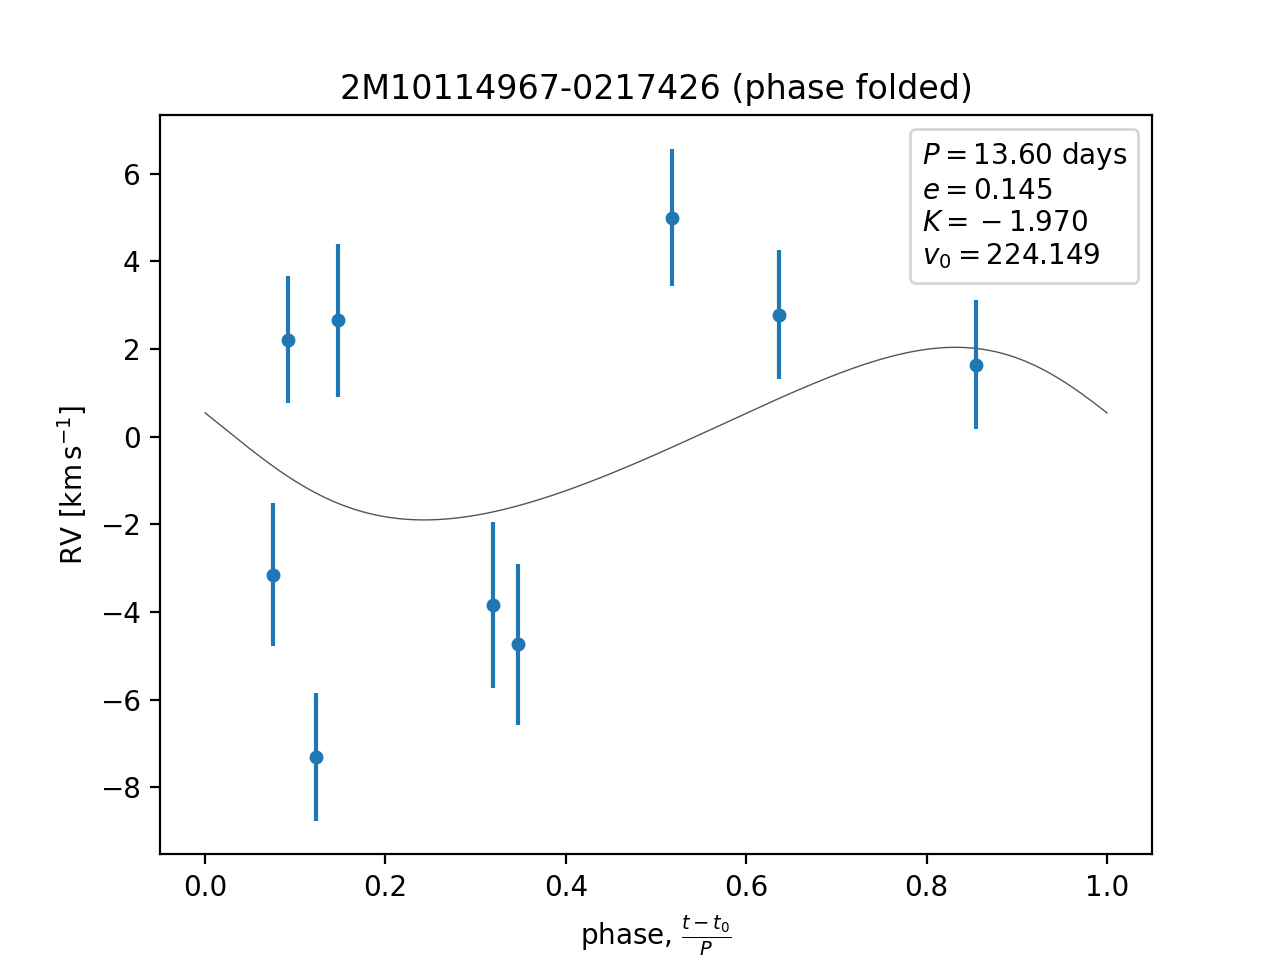 2M10114967-0217426 (phase folded)
P = 13.60 days
e = 0.145
K = −1.970
v₀ = 224.149
6
4
2
0
−2
−4
−6
−8
RV [km s⁻¹]
0.0 0.2 0.4 0.6 0.8 1.0
phase, (t − t₀)/P